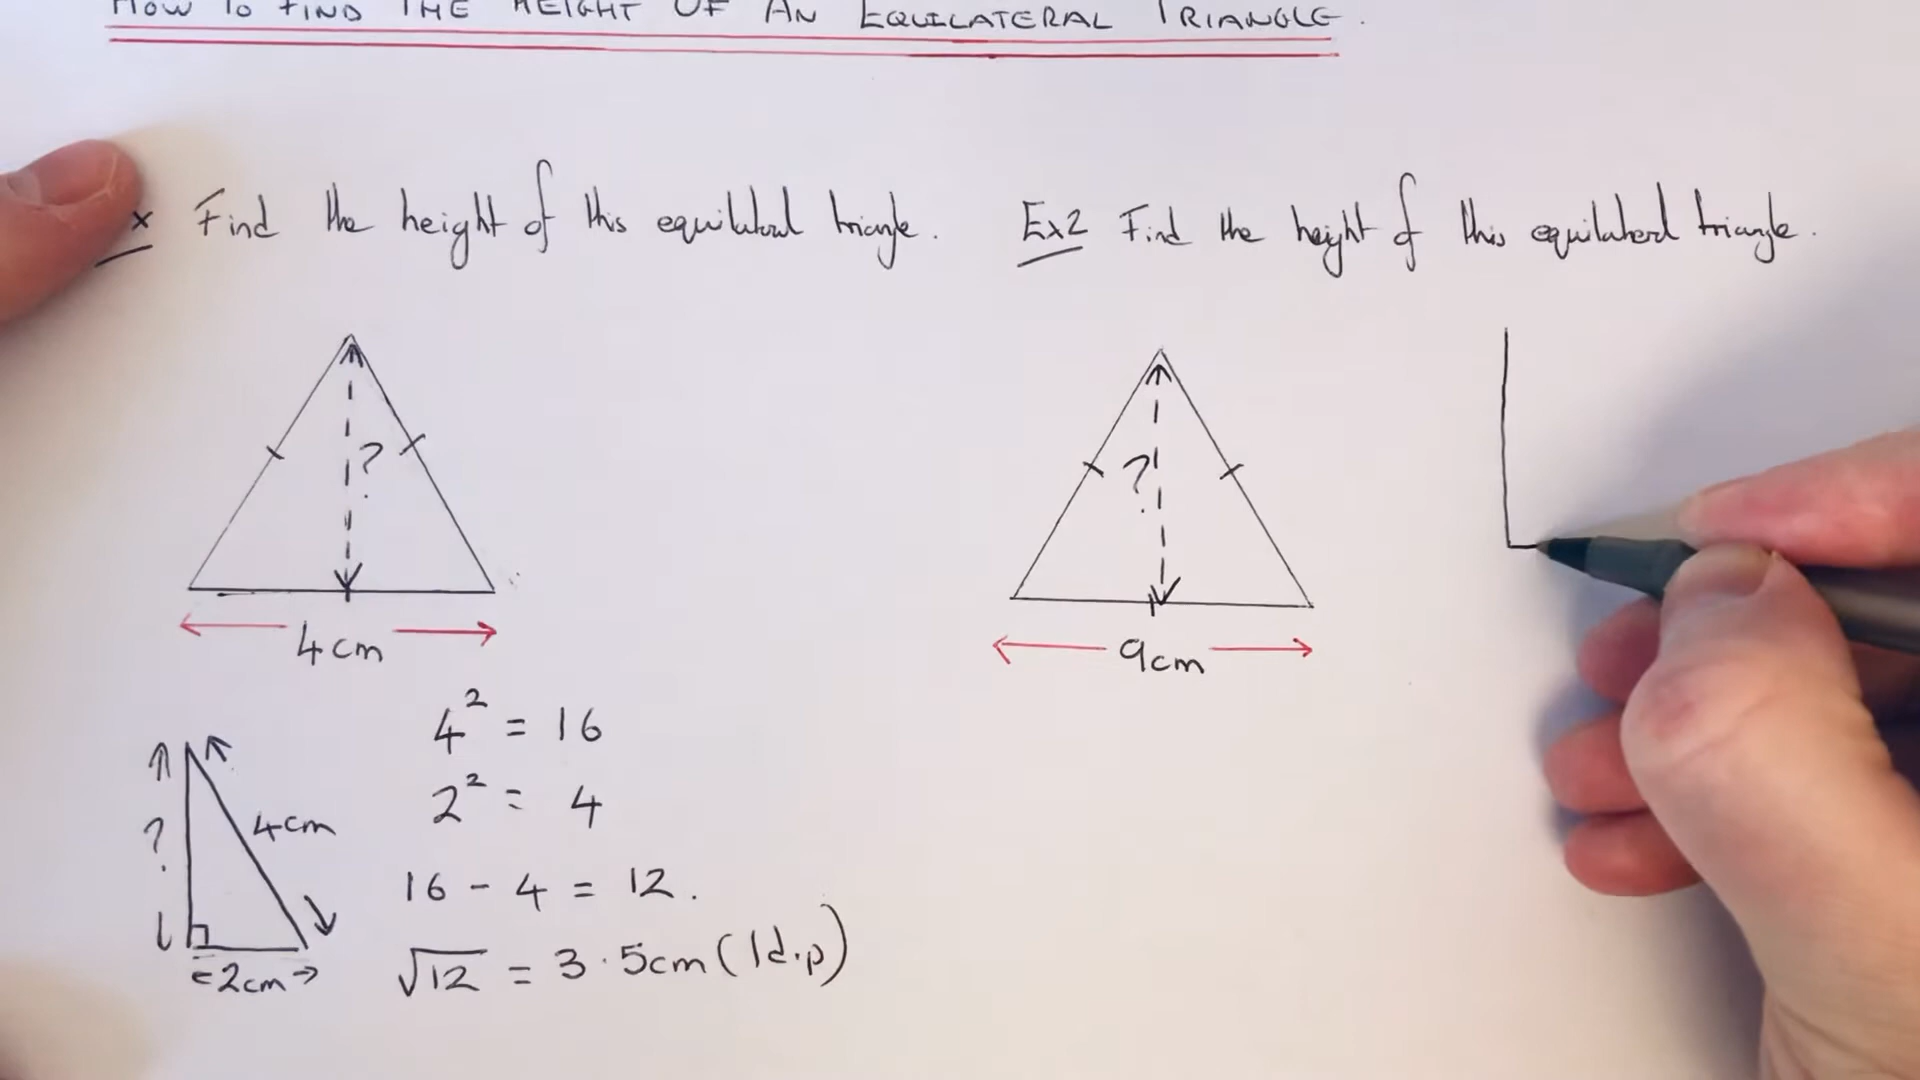 HOW TO FIND THE HEIGHT OF AN EQUILATERAL TRIANGLE.
x Find the height of this equilateral triangle.
?
4cm
?
4cm
2cm
4² = 16
2² = 4
16 - 4 = 12.
√12 = 3.5cm (1d.p)
Ex2 Find the height of this equilateral triangle.
?
9cm